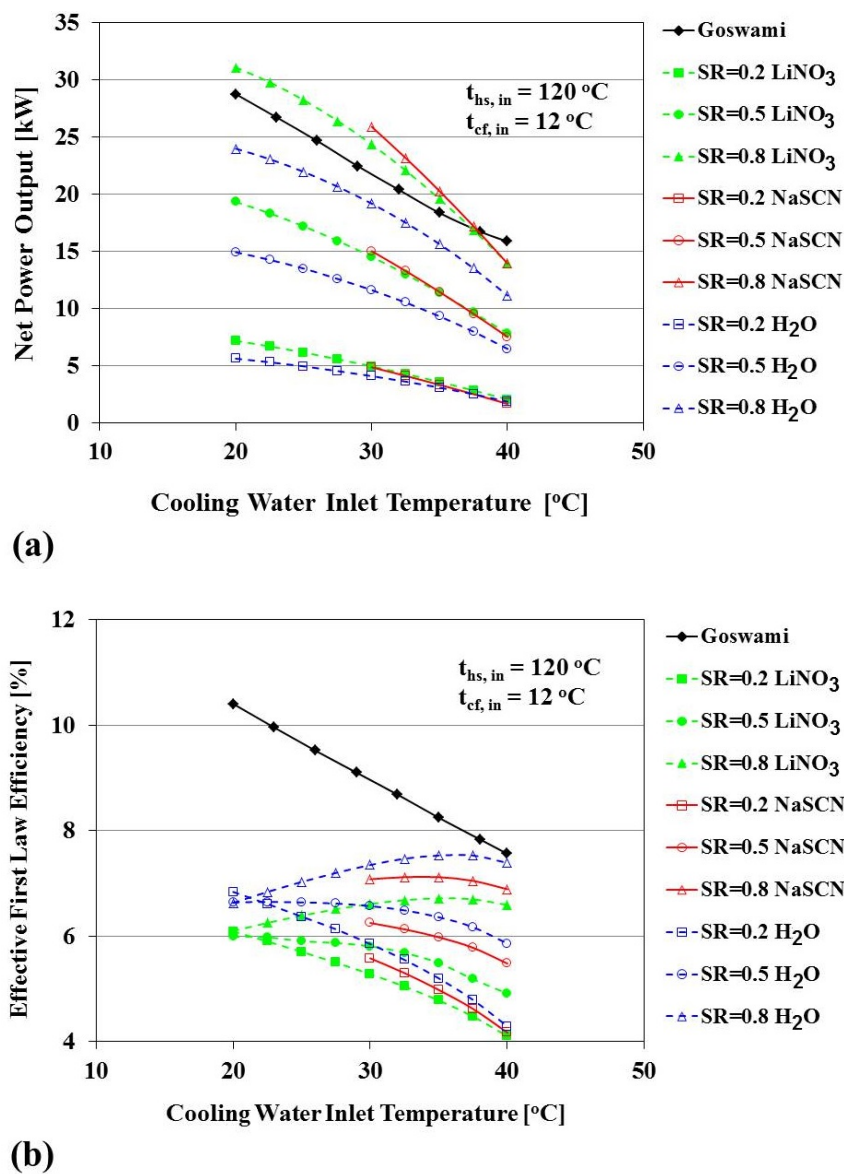 35
30
25
20
15
10
5
0
Net Power Output [kW]
t_hs, in = 120 °C
t_cf, in = 12 °C
10 20 30 40 50
Cooling Water Inlet Temperature [°C]
Goswami
SR=0.2 LiNO₃
SR=0.5 LiNO₃
SR=0.8 LiNO₃
SR=0.2 NaSCN
SR=0.5 NaSCN
SR=0.8 NaSCN
SR=0.2 H₂O
SR=0.5 H₂O
SR=0.8 H₂O
(a)
12
10
8
6
4
Effective First Law Efficiency [%]
t_hs, in = 120 °C
t_cf, in = 12 °C
10 20 30 40 50
Cooling Water Inlet Temperature [°C]
Goswami
SR=0.2 LiNO₃
SR=0.5 LiNO₃
SR=0.8 LiNO₃
SR=0.2 NaSCN
SR=0.5 NaSCN
SR=0.8 NaSCN
SR=0.2 H₂O
SR=0.5 H₂O
SR=0.8 H₂O
(b)